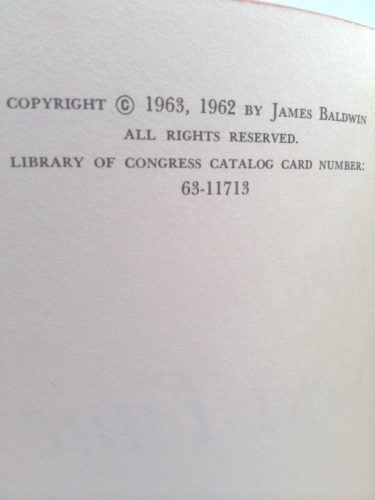 COPYRIGHT © 1963, 1962 BY JAMES BALDWIN
ALL RIGHTS RESERVED.
LIBRARY OF CONGRESS CATALOG CARD NUMBER:
63-11713